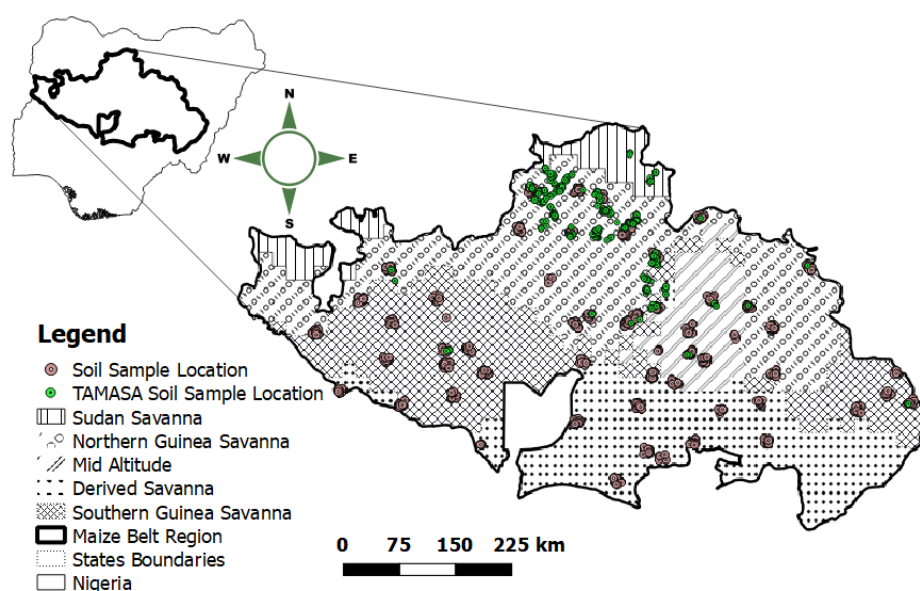 N
W
E
S
Legend
Soil Sample Location
TAMASA Soil Sample Location
Sudan Savanna
Northern Guinea Savanna
Mid Altitude
Derived Savanna
Southern Guinea Savanna
Maize Belt Region
States Boundaries
Nigeria
0 75 150 225 km